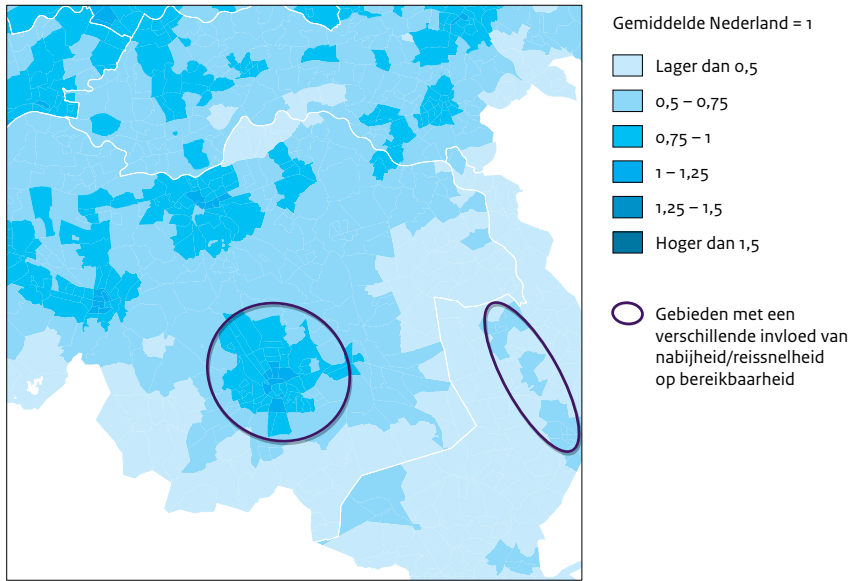 Gemiddelde Nederland = 1
Lager dan 0,5
0,5 – 0,75
0,75 – 1
1 – 1,25
1,25 – 1,5
Hoger dan 1,5
Gebieden met een
verschillende invloed van
nabijheid/reissnelheid
op bereikbaarheid